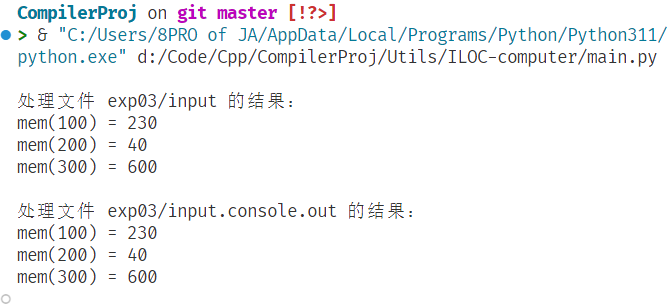 CompilerProj on git master [!?>]
> & "C:/Users/8PRO of JA/AppData/Local/Programs/Python/Python311/
python.exe" d:/Code/Cpp/CompilerProj/Utils/ILOC-computer/main.py
处理文件 exp03/input 的结果:
mem(100) = 230
mem(200) = 40
mem(300) = 600
处理文件 exp03/input.console.out 的结果:
mem(100) = 230
mem(200) = 40
mem(300) = 600